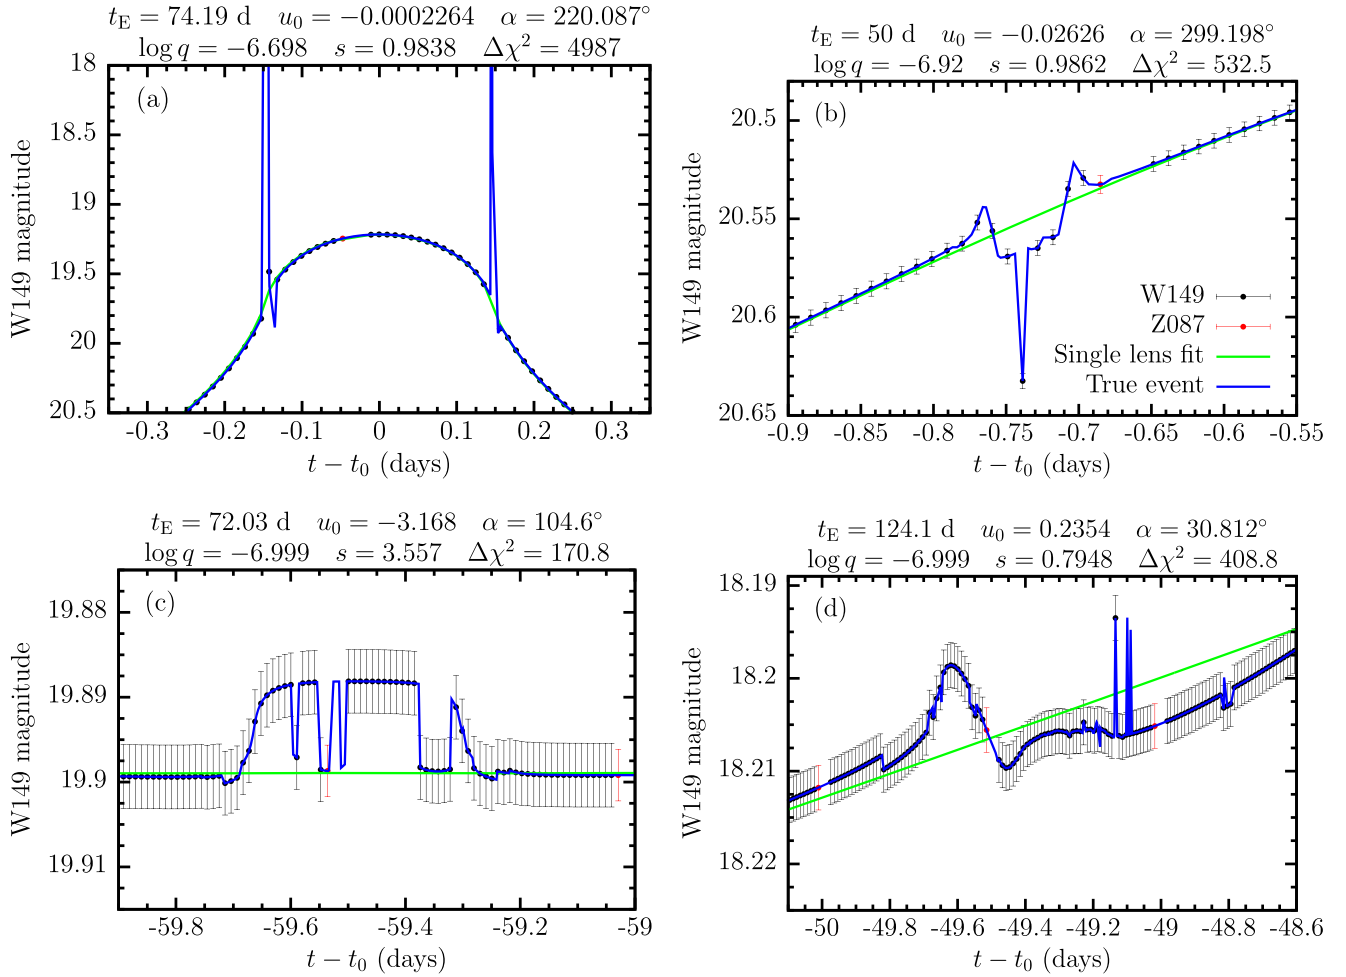 t_E = 74.19 d u_0 = −0.0002264 α = 220.087°
log q = −6.698 s = 0.9838 Δχ² = 4987
(a)
W149 magnitude
18
18.5
19
19.5
20
20.5
-0.3 -0.2 -0.1 0 0.1 0.2 0.3
t − t_0 (days)
t_E = 50 d u_0 = −0.02626 α = 299.198°
log q = −6.92 s = 0.9862 Δχ² = 532.5
(b)
W149 magnitude
20.5
20.55
20.6
20.65
W149
Z087
Single lens fit
True event
-0.9 -0.85 -0.8 -0.75 -0.7 -0.65 -0.6 -0.55
t − t_0 (days)
t_E = 72.03 d u_0 = −3.168 α = 104.6°
log q = −6.999 s = 3.557 Δχ² = 170.8
(c)
W149 magnitude
19.88
19.89
19.9
19.91
-59.8 -59.6 -59.4 -59.2 -59
t − t_0 (days)
t_E = 124.1 d u_0 = 0.2354 α = 30.812°
log q = −6.999 s = 0.7948 Δχ² = 408.8
(d)
W149 magnitude
18.19
18.2
18.21
18.22
-50 -49.8 -49.6 -49.4 -49.2 -49 -48.8 -48.6
t − t_0 (days)